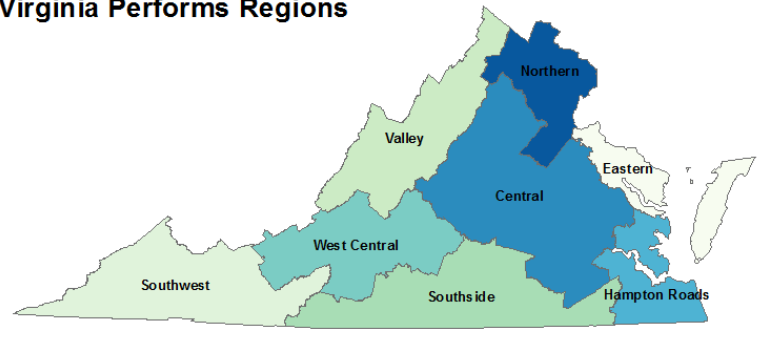 Virginia Performs Regions
Northern
Valley
Eastern
Central
West Central
Southwest
Southside
Hampton Roads